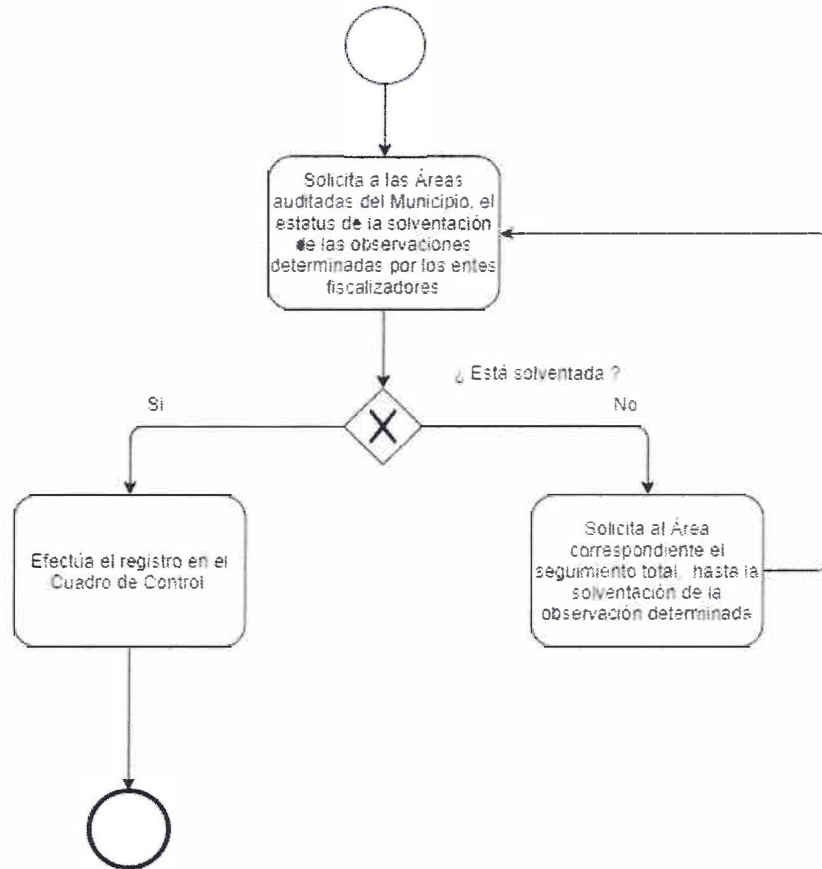 Solicita a las Áreas
auditadas del Municipio, el
estatus de la solventación
de las observaciones
determinadas por los entes
fiscalizadores
¿ Está solventada ?
Si
No
Efectúa el registro en el
Cuadro de Control
Solicita al Área
correspondiente el
seguimiento total, hasta la
solventación de la
observación determinada